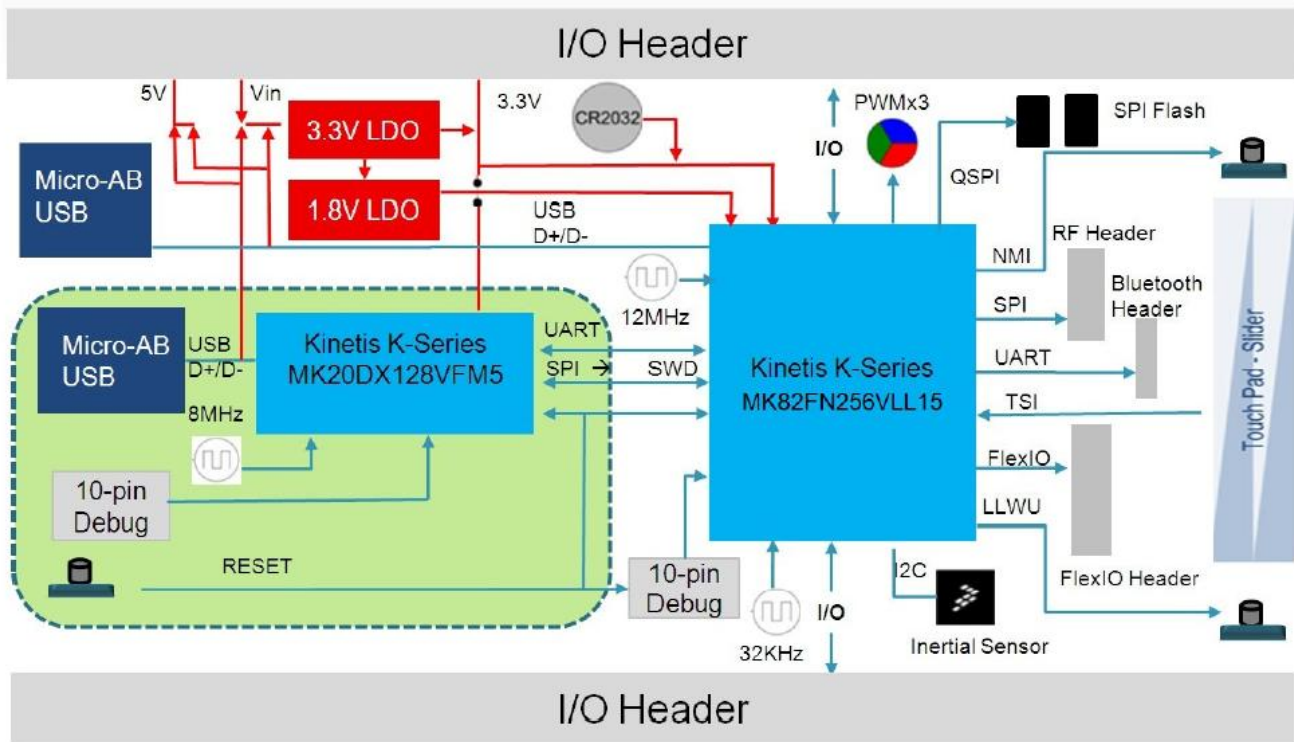 I/O Header
5V
Vin
3.3V
3.3V LDO
CR2032
I/O
PWMx3
SPI Flash
Micro-AB
USB
1.8V LDO
USB
D+/D-
QSPI
RF Header
NMI
Bluetooth
Header
12MHz
SPI
Micro-AB
USB
USB
D+/D-
Kinetis K-Series
MK20DX128VFM5
UART
SPI →
SWD
Kinetis K-Series
MK82FN256VLL15
UART
TSI
Touch Pad - Slider
8MHz
FlexIO
10-pin
Debug
LLWU
RESET
10-pin
Debug
I2C
FlexIO Header
32KHz
I/O
Inertial Sensor
I/O Header